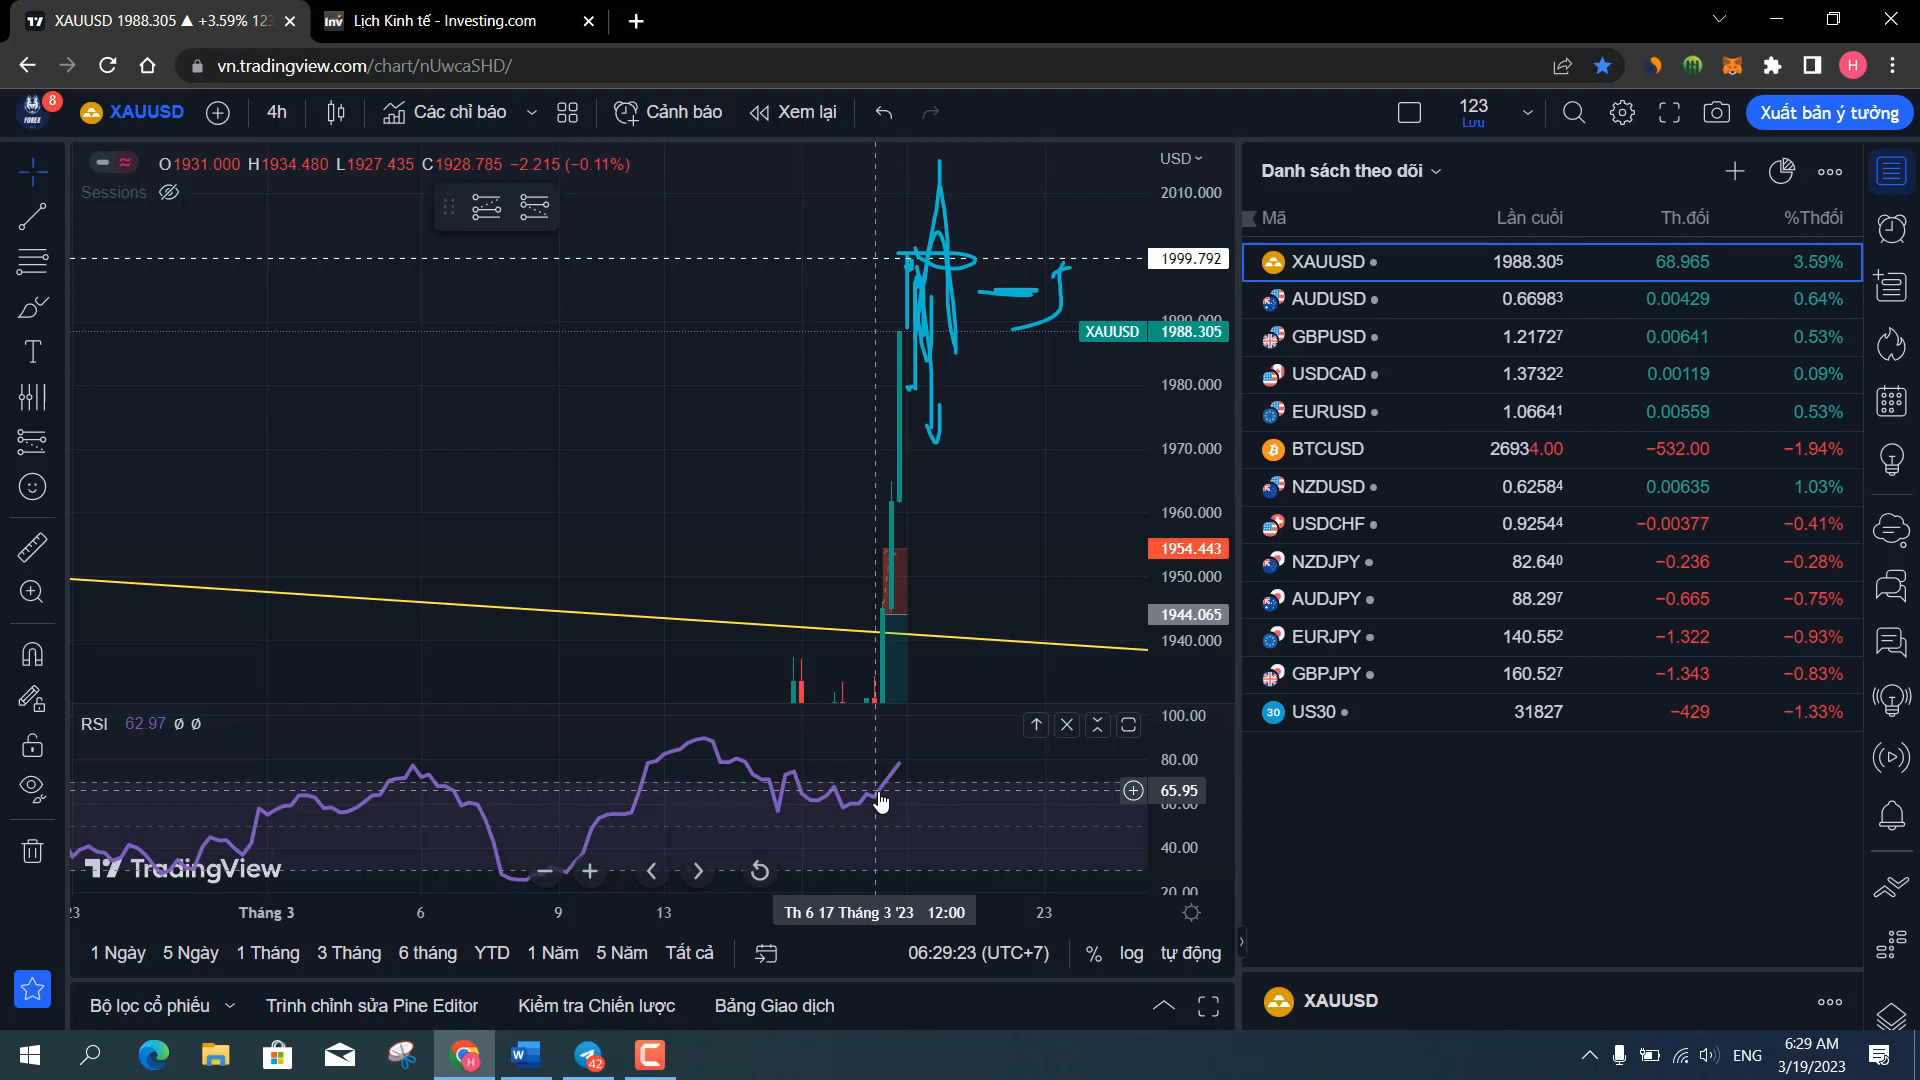 XAUUSD 1988.305 ▲ +3.59% 123
Lịch Kinh tế - Investing.com
vn.tradingview.com/chart/nUwcaSHD/
H
8
FOREX
XAUUSD
4h
Các chỉ báo
Cảnh báo
Xem lại
123
Lưu
Xuất bản ý tưởng
O1931.000 H1934.480 L1927.435 C1928.785 −2.215 (−0.11%)
Sessions
USD
2010.000
1999.792
1990.000
XAUUSD 1988.305
1980.000
1970.000
1960.000
1954.443
1950.000
1944.065
1940.000
RSI 62.97 ø ø
100.00
80.00
65.95
60.00
40.00
20.00
TradingView
23 Tháng 3 6 9 13 Th 6 17 Tháng 3 '23 12:00 23
1 Ngày 5 Ngày 1 Tháng 3 Tháng 6 tháng YTD 1 Năm 5 Năm Tất cả 06:29:23 (UTC+7) % log tự động
Bộ lọc cổ phiếu Trình chỉnh sửa Pine Editor Kiểm tra Chiến lược Bảng Giao dịch
Danh sách theo dõi
Mã Lần cuối Th.đối %Thđối
XAUUSD 1988.305 68.965 3.59%
AUDUSD 0.66983 0.00429 0.64%
GBPUSD 1.21727 0.00641 0.53%
USDCAD 1.37322 0.00119 0.09%
EURUSD 1.06641 0.00559 0.53%
BTCUSD 26934.00 −532.00 −1.94%
NZDUSD 0.62584 0.00635 1.03%
USDCHF 0.92544 −0.00377 −0.41%
NZDJPY 82.640 −0.236 −0.28%
AUDJPY 88.297 −0.665 −0.75%
EURJPY 140.552 −1.322 −0.93%
GBPJPY 160.527 −1.343 −0.83%
30 US30 31827 −429 −1.33%
XAUUSD
42
ENG
6:29 AM
3/19/2023